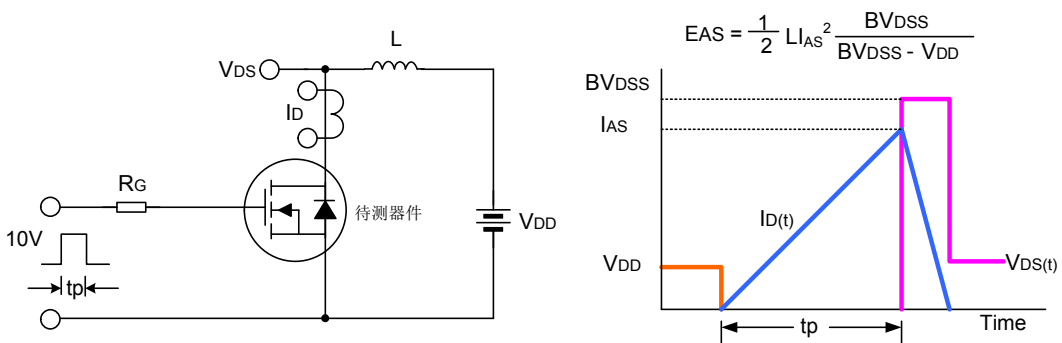 VDS
L
ID
RG
待测器件
VDD
10V
tp
EAS = 1/2 LIAS² BVDSS/(BVDSS - VDD)
BVDSS
IAS
ID(t)
VDD
VDS(t)
tp
Time